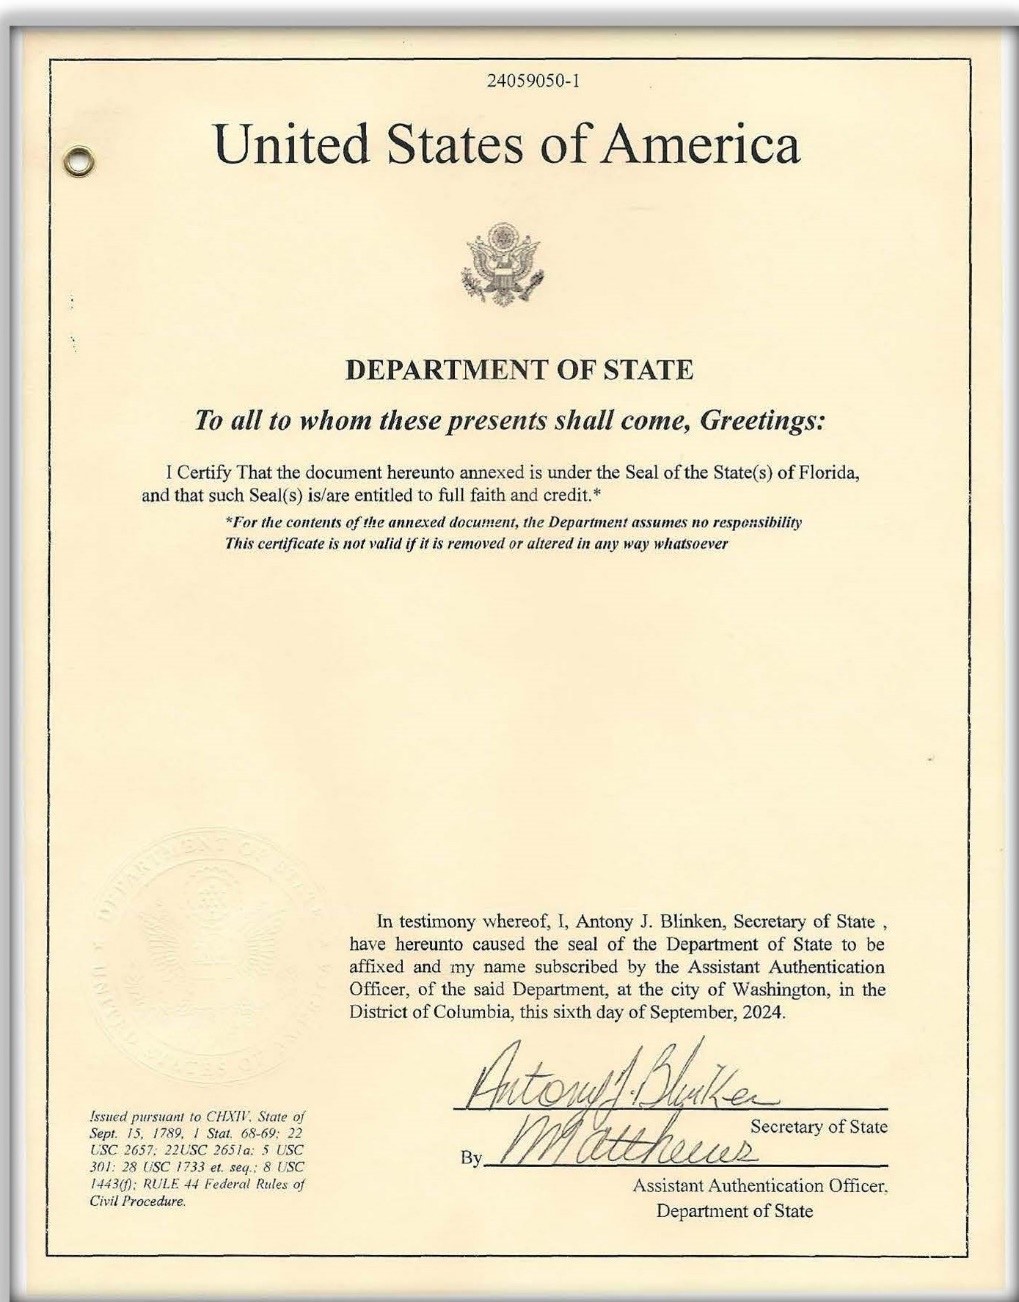 24059050-1
United States of America
DEPARTMENT OF STATE
To all to whom these presents shall come, Greetings:
I Certify That the document hereunto annexed is under the Seal of the State(s) of Florida,
and that such Seal(s) is/are entitled to full faith and credit.*
*For the contents of the annexed document, the Department assumes no responsibility
This certificate is not valid if it is removed or altered in any way whatsoever
DEPARTMENT OF STATE
UNITED STATES OF AMERICA
In testimony whereof, I, Antony J. Blinken, Secretary of State ,
have hereunto caused the seal of the Department of State to be
affixed and my name subscribed by the Assistant Authentication
Officer, of the said Department, at the city of Washington, in the
District of Columbia, this sixth day of September, 2024.
Antony J. Blinken
Secretary of State
By MMatthews
Assistant Authentication Officer,
Department of State
Issued pursuant to CHXIV, State of
Sept. 15, 1789, 1 Stat. 68-69; 22
USC 2657; 22USC 2651a; 5 USC
301; 28 USC 1733 et. seq.; 8 USC
1443(f); RULE 44 Federal Rules of
Civil Procedure.